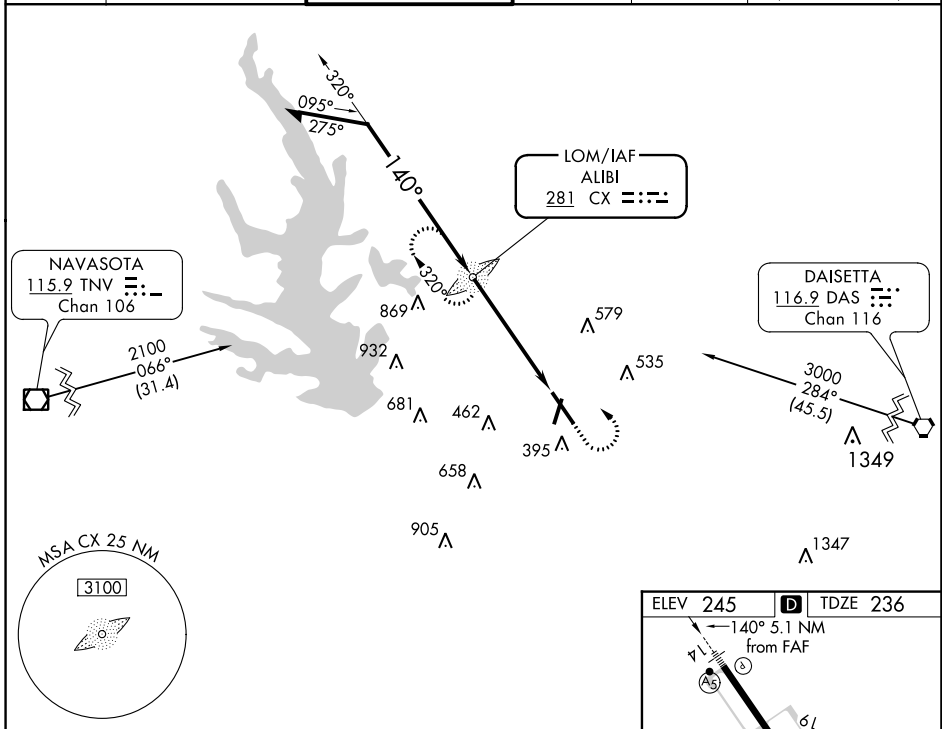 320°
095°
275°
140°
LOM/IAF
ALIBI
281 CX
NAVASOTA
115.9 TNV
Chan 106
320°
DAISETTA
116.9 DAS
Chan 116
869
579
2100
066°
(31.4)
932
535
3000
284°
(45.5)
681
462
395
1349
658
905
1347
MSA CX 25 NM
3100
ELEV 245 D TDZE 236
140° 5.1 NM
from FAF
14
P
A5
19